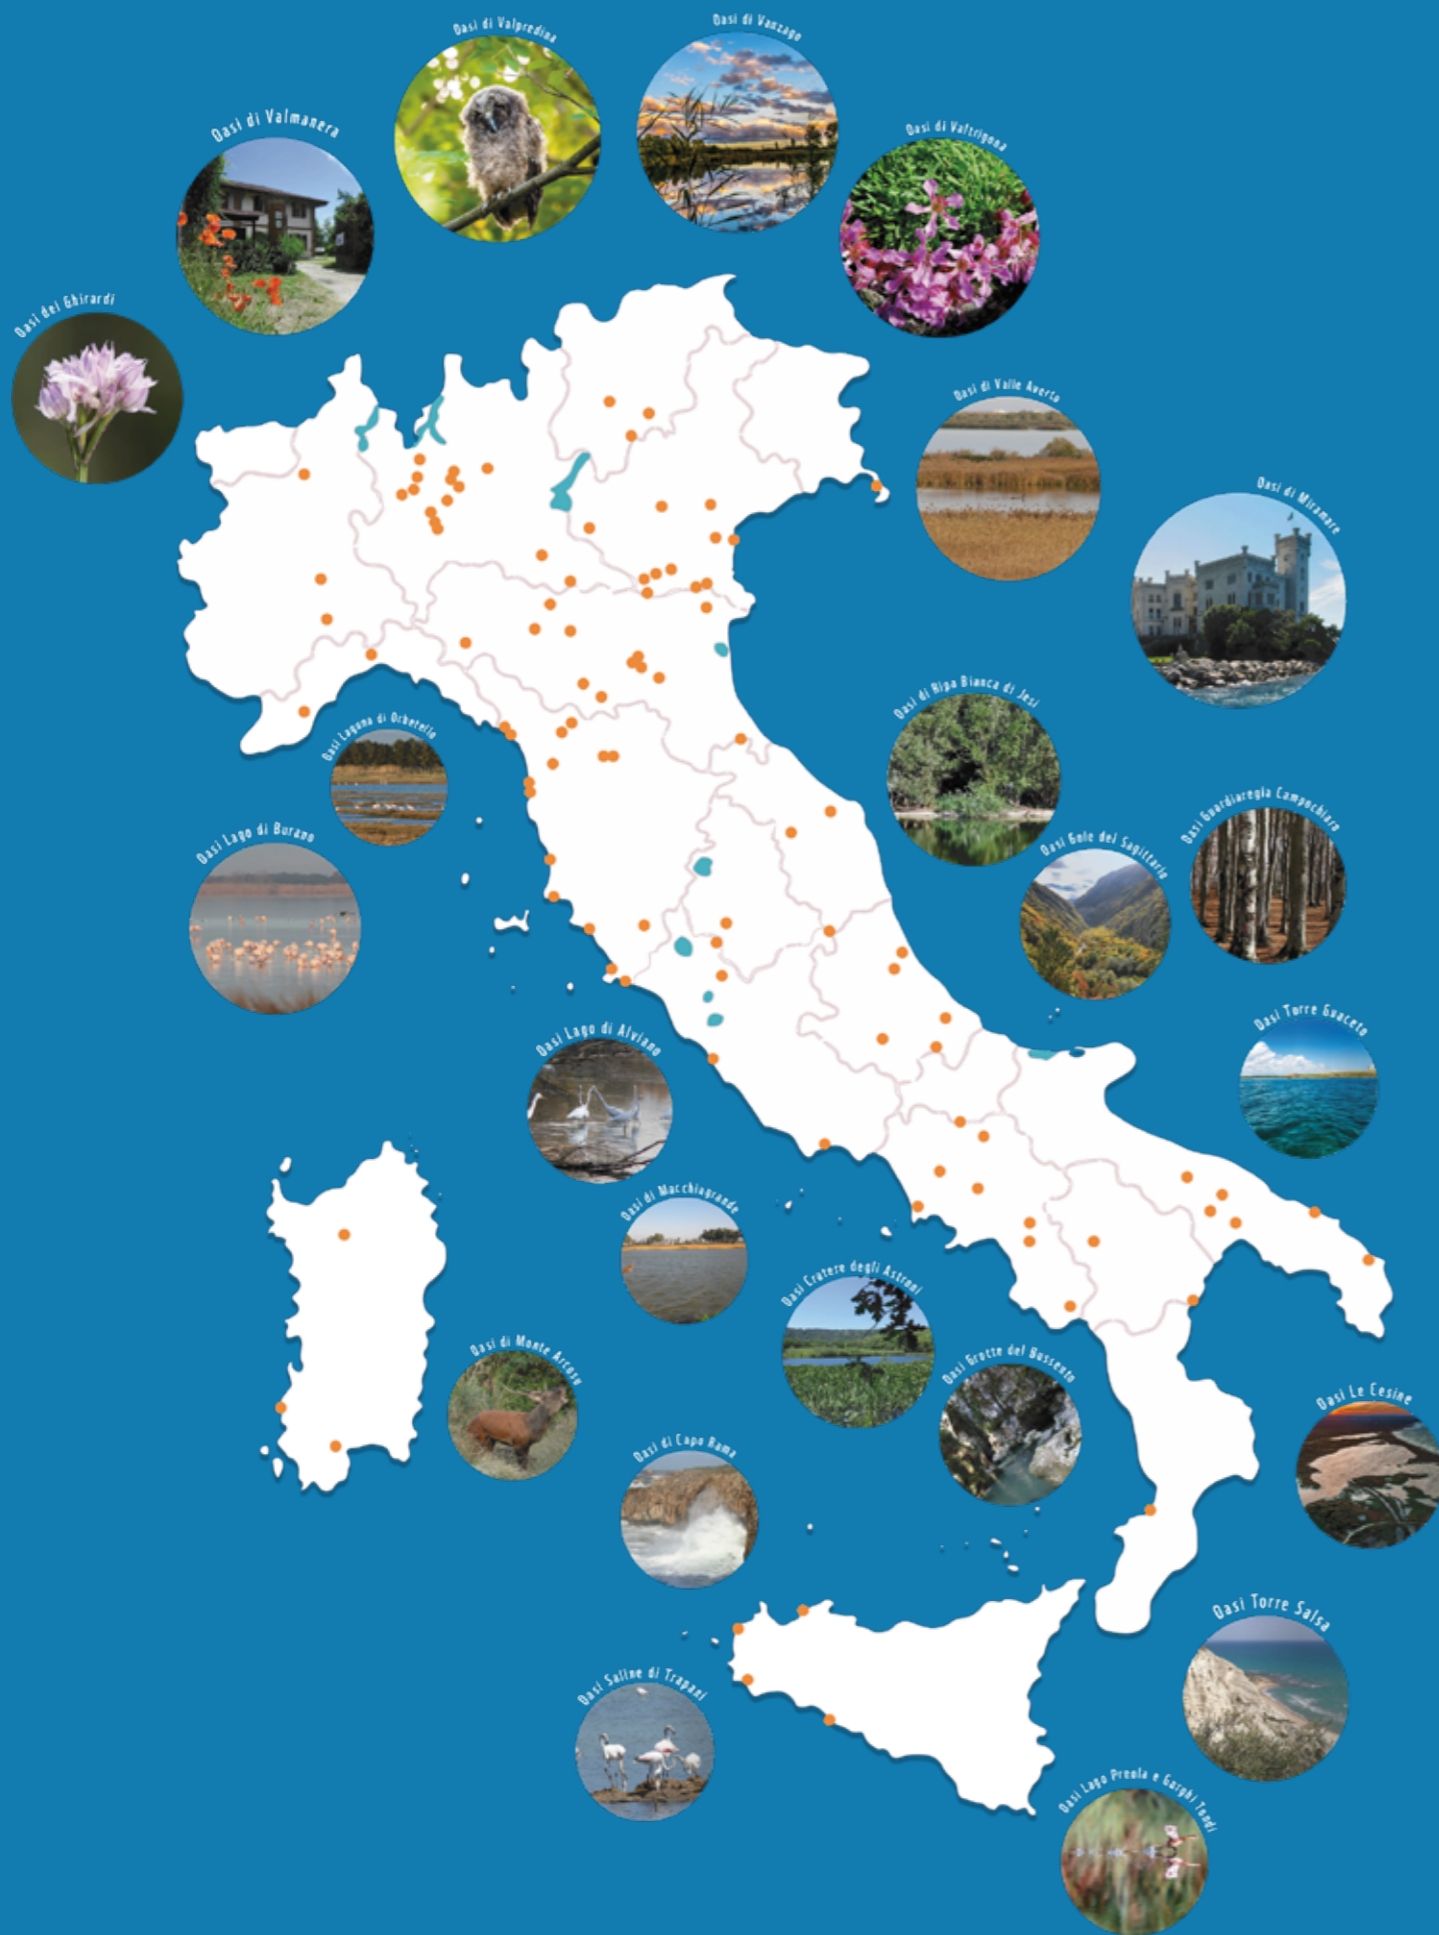 Oasi di Valpredina
Oasi di Vanzago
Oasi di Valmanera
Oasi di Valtrigona
Oasi dei Ghirardi
Oasi di Valle Averto
Oasi di Miramare
Oasi di Ripa Bianca di Jesi
Oasi Laguna di Orbetello
Oasi Guardiaregia Campochiaro
Oasi Lago di Burano
Oasi Gole del Sagittario
Oasi Torre Guaceto
Oasi Lago di Alviano
Oasi di Macchiagrande
Oasi Cratere degli Astroni
Oasi di Monte Arcosu
Oasi Grotte del Bussento
Oasi Le Cesine
Oasi di Capo Rama
Oasi Torre Salsa
Oasi Saline di Trapani
Oasi Lago Preola e Gorghi Tondi